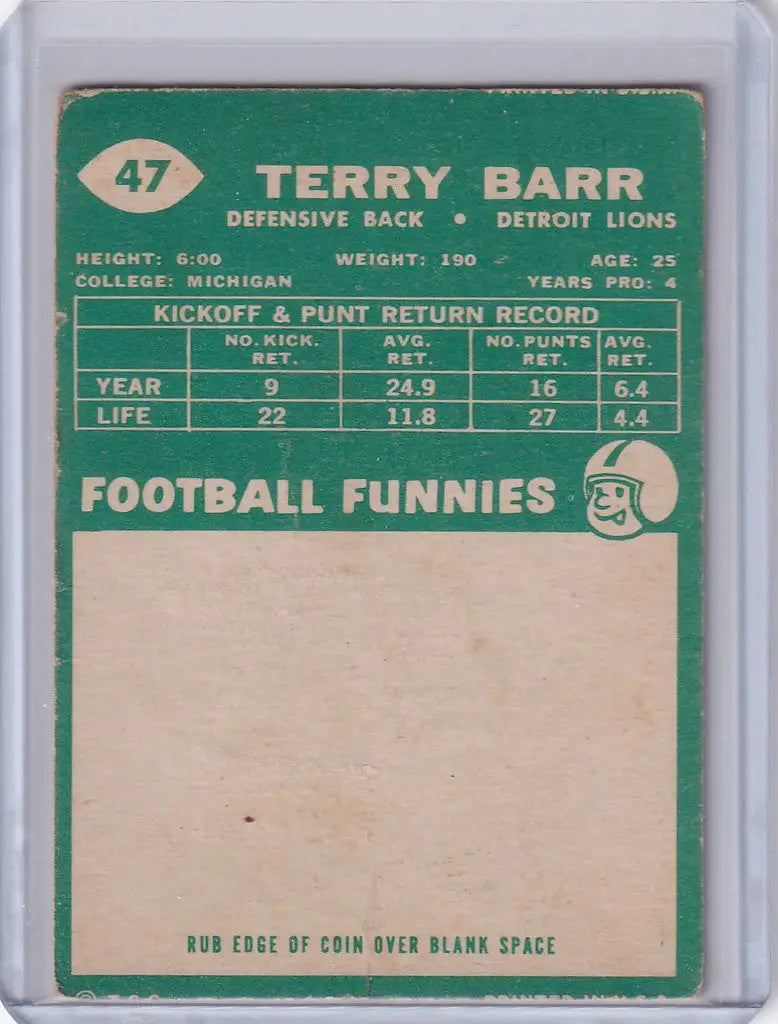 47
TERRY BARR
DEFENSIVE BACK • DETROIT LIONS
HEIGHT: 6:00 WEIGHT: 190 AGE: 25
COLLEGE: MICHIGAN YEARS PRO: 4
KICKOFF & PUNT RETURN RECORD
NO. KICK. RET. AVG. RET. NO. PUNTS RET. AVG. RET.
YEAR 9 24.9 16 6.4
LIFE 22 11.8 27 4.4
FOOTBALL FUNNIES
RUB EDGE OF COIN OVER BLANK SPACE